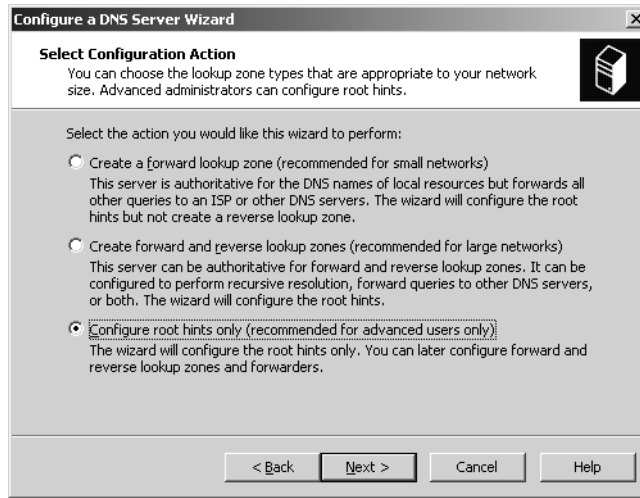 Configure a DNS Server Wizard
Select Configuration Action
You can choose the lookup zone types that are appropriate to your network
size. Advanced administrators can configure root hints.
Select the action you would like this wizard to perform:
Create a forward lookup zone (recommended for small networks)
This server is authoritative for the DNS names of local resources but forwards all
other queries to an ISP or other DNS servers. The wizard will configure the root
hints but not create a reverse lookup zone.
Create forward and reverse lookup zones (recommended for large networks)
This server can be authoritative for forward and reverse lookup zones. It can be
configured to perform recursive resolution, forward queries to other DNS servers,
or both. The wizard will configure the root hints.
Configure root hints only (recommended for advanced users only)
The wizard will configure the root hints only. You can later configure forward and
reverse lookup zones and forwarders.
< Back Next > Cancel Help